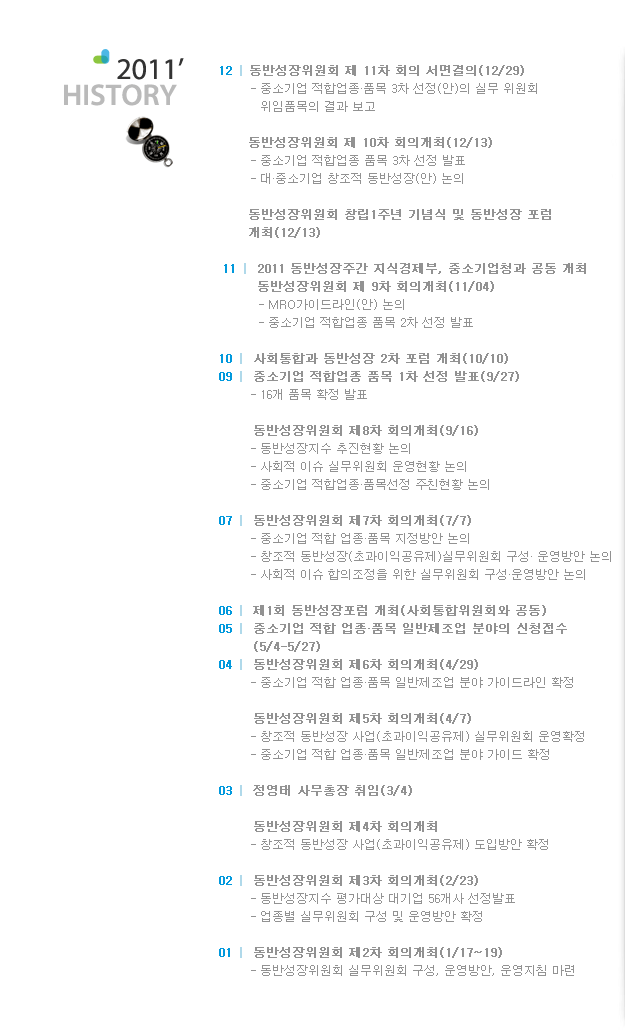 2011’
HISTORY
12 | 동반성장위원회 제 11차 회의 서면결의(12/29)
- 중소기업 적합업종·품목 3차 선정(안)의 실무 위원회
위임품목의 결과 보고
동반성장위원회 제 10차 회의개최(12/13)
- 중소기업 적합업종 품목 3차 선정 발표
- 대·중소기업 창조적 동반성장(안) 논의
동반성장위원회 창립1주년 기념식 및 동반성장 포럼
개최(12/13)
11 | 2011 동반성장주간 지식경제부, 중소기업청과 공동 개최
동반성장위원회 제 9차 회의개최(11/04)
- MRO가이드라인(안) 논의
- 중소기업 적합업종 품목 2차 선정 발표
10 | 사회통합과 동반성장 2차 포럼 개최(10/10)
09 | 중소기업 적합업종 품목 1차 선정 발표(9/27)
- 16개 품목 확정 발표
동반성장위원회 제8차 회의개최(9/16)
- 동반성장지수 추진현황 논의
- 사회적 이슈 실무위원회 운영현황 논의
- 중소기업 적합업종·품목선정 주친현황 논의
07 | 동반성장위원회 제7차 회의개최(7/7)
- 중소기업 적합 업종·품목 지정방안 논의
- 창조적 동반성장(초과이익공유제)실무위원회 구성· 운영방안 논의
- 사회적 이슈 합의조정을 위한 실무위원회 구성·운영방안 논의
06 | 제1회 동반성장포럼 개최(사회통합위원회와 공동)
05 | 중소기업 적합 업종·품목 일반제조업 분야의 신청접수
(5/4-5/27)
04 | 동반성장위원회 제6차 회의개최(4/29)
- 중소기업 적합 업종·품목 일반제조업 분야 가이드라인 확정
동반성장위원회 제5차 회의개최(4/7)
- 창조적 동반성장 사업(초과이익공유제) 실무위원회 운영확정
- 중소기업 적합 업종·품목 일반제조업 분야 가이드 확정
03 | 정영태 사무총장 취임(3/4)
동반성장위원회 제4차 회의개최
- 창조적 동반성장 사업(초과이익공유제) 도입방안 확정
02 | 동반성장위원회 제3차 회의개최(2/23)
- 동반성장지수 평가대상 대기업 56개사 선정발표
- 업종별 실무위원회 구성 및 운영방안 확정
01 | 동반성장위원회 제2차 회의개최(1/17~19)
- 동반성장위원회 실무위원회 구성, 운영방안, 운영지침 마련